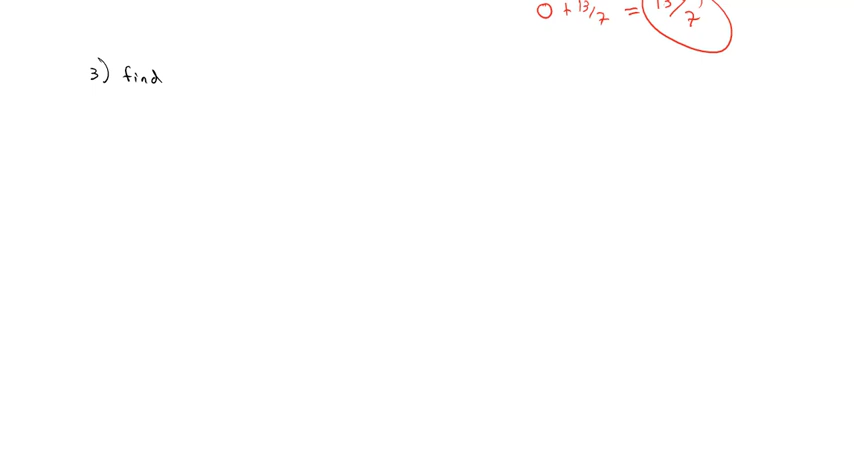 0 + 13/7 = 13/7
3) find